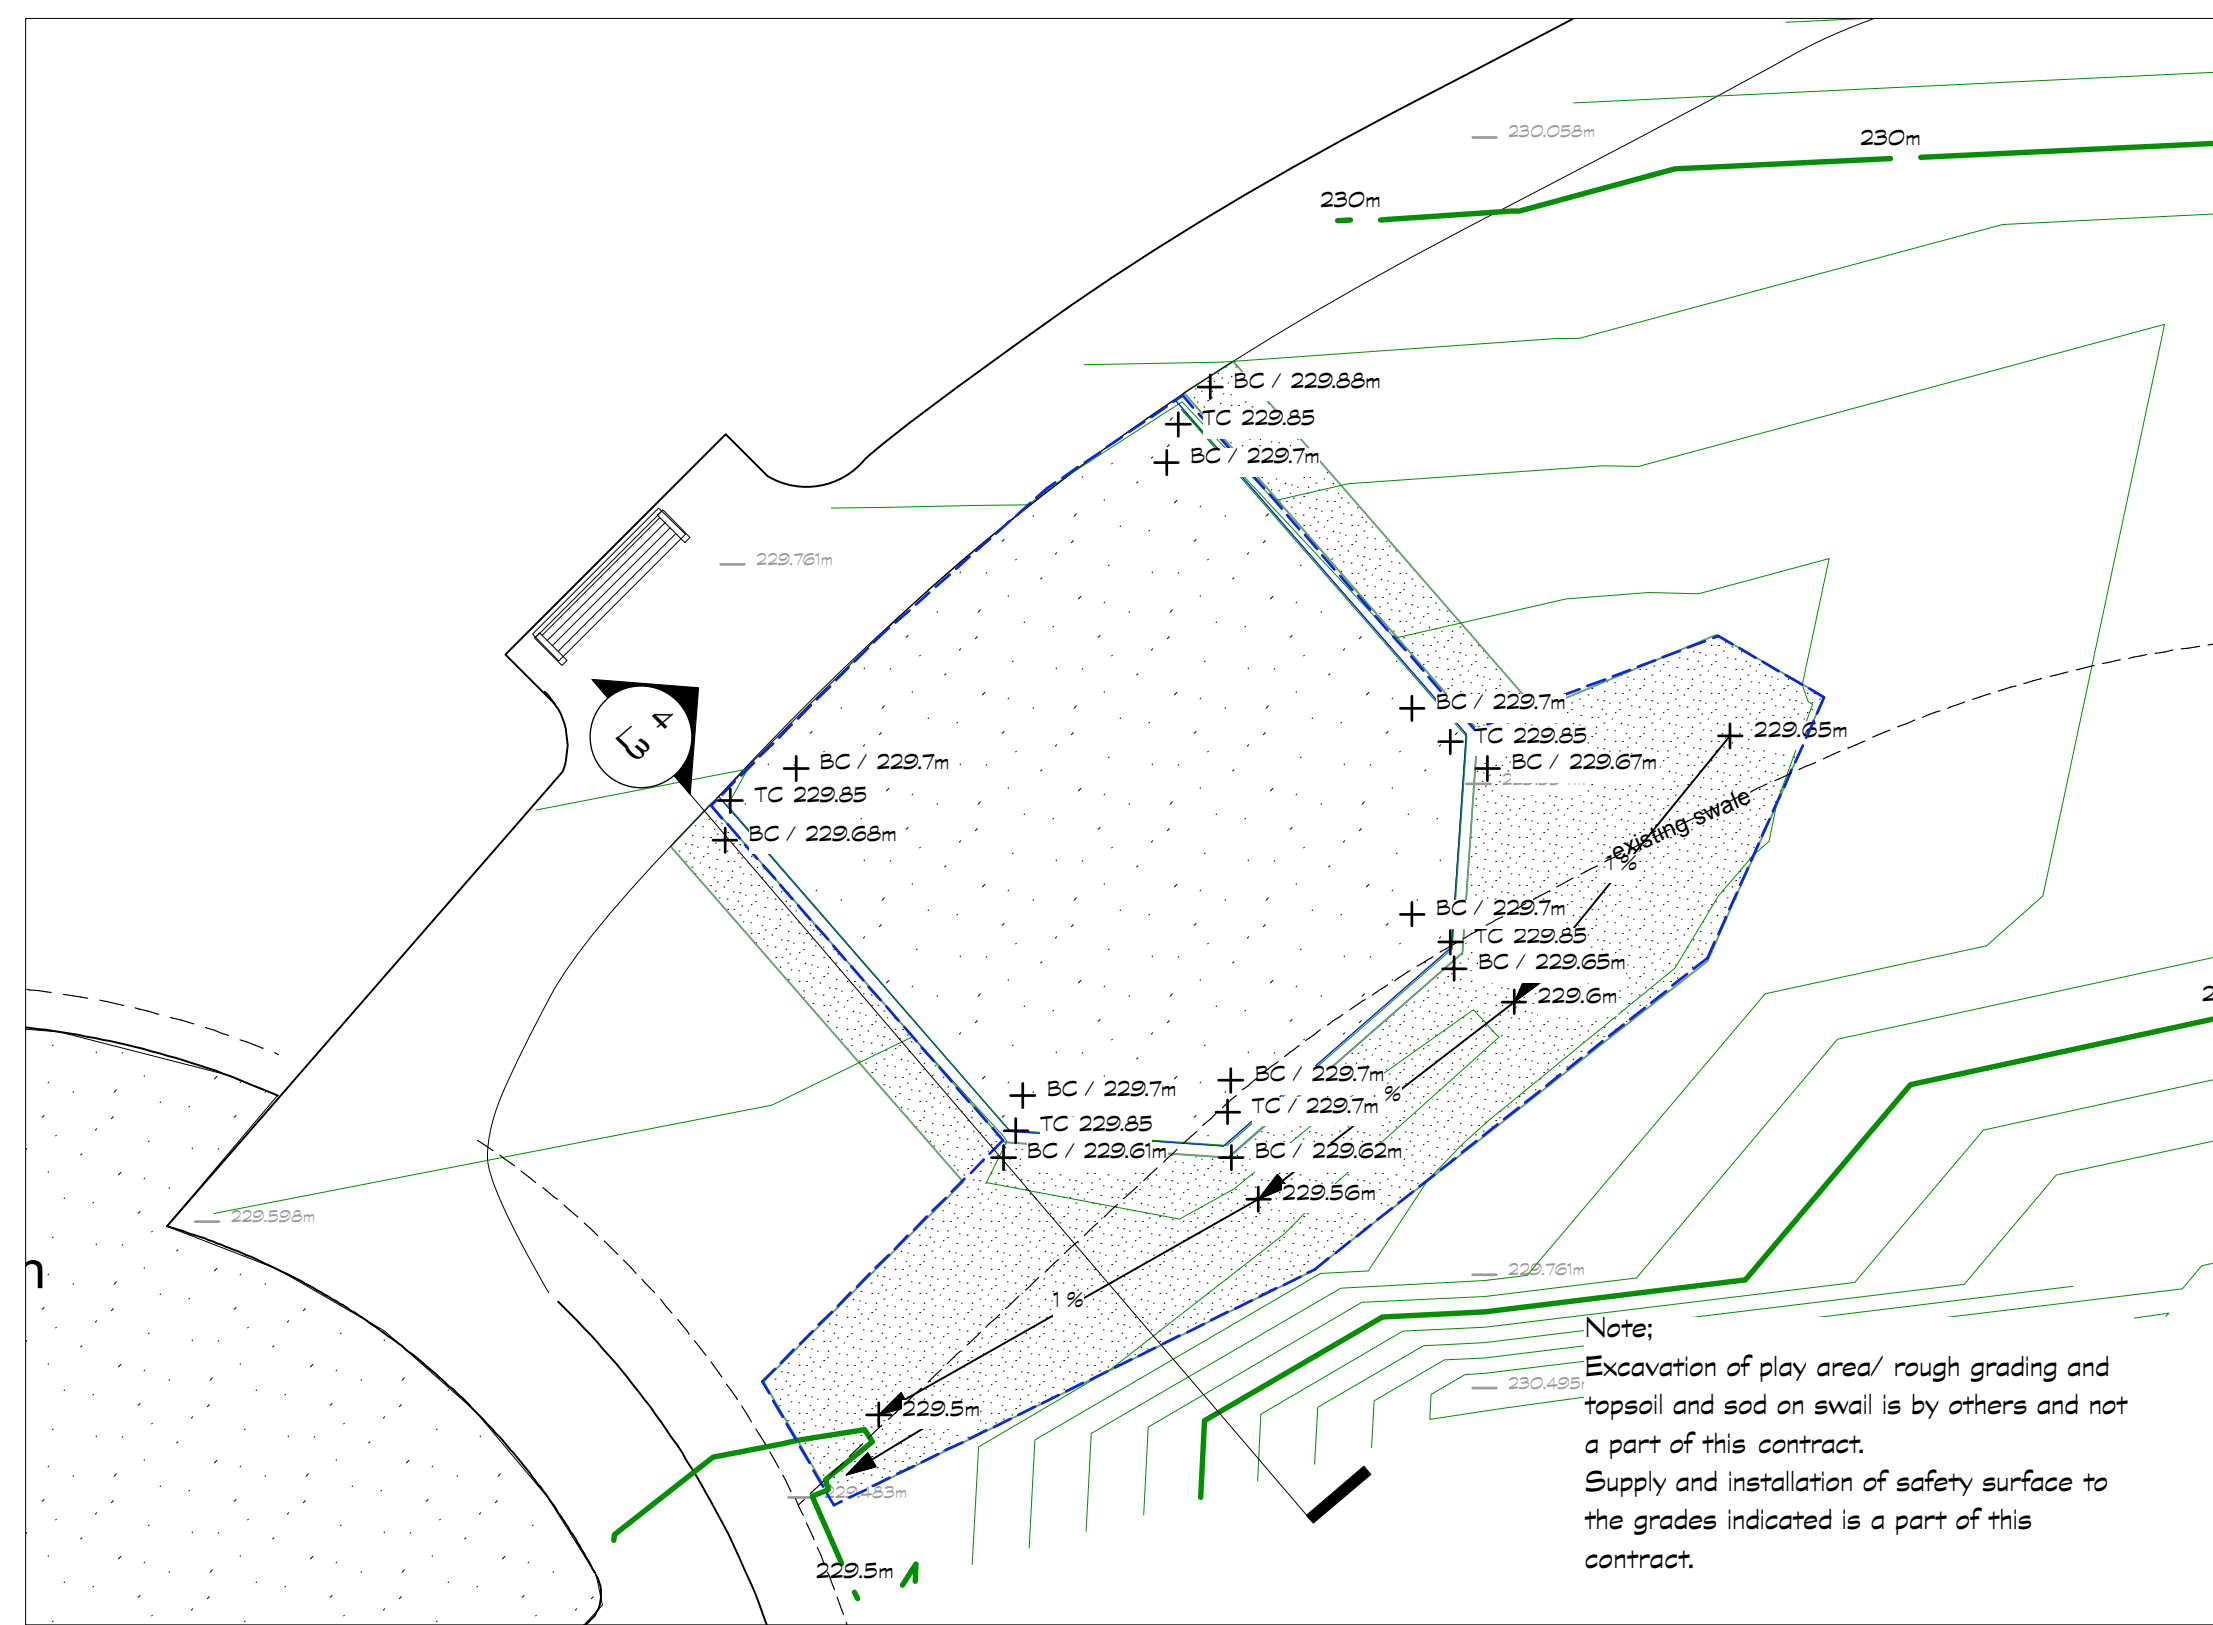 230.058m
230m
230m
BC / 229.88m
TC 229.85
BC / 229.7m
229.761m
4
L3
BC / 229.7m
229.65m
TC 229.85
BC / 229.67m
BC / 229.7m
TC 229.85
BC / 229.68m
existing swale
1%
BC / 229.7m
TC 229.85
BC / 229.65m
229.6m
BC / 229.7m
%
BC / 229.7m
TC / 229.7m
TC 229.85
BC / 229.61m
BC / 229.62m
229.56m
229.598m
n
229.761m
1%
230.495
229.5m
229.483m
229.5m
Note;
Excavation of play area/ rough grading and
topsoil and sod on swail is by others and not
a part of this contract.
Supply and installation of safety surface to
the grades indicated is a part of this
contract.